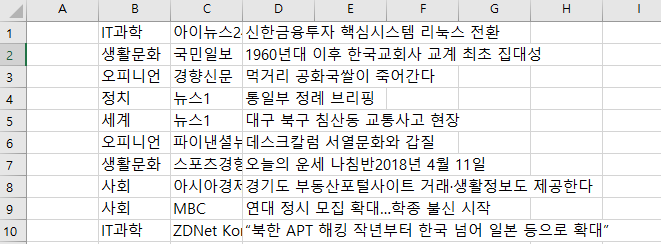 A B C D E F G H I
1 IT과학 아이뉴스2 신한금융투자 핵심시스템 리눅스 전환
2 생활문화 국민일보 1960년대 이후 한국교회사 교계 최초 집대성
3 오피니언 경향신문 먹거리 공화국쌀이 죽어간다
4 정치 뉴스1 통일부 정례 브리핑
5 세계 뉴스1 대구 북구 침산동 교통사고 현장
6 오피니언 파이낸셜뉴 데스크칼럼 서열문화와 갑질
7 생활문화 스포츠경향 오늘의 운세 나침반2018년 4월 11일
8 사회 아시아경제 경기도 부동산포털사이트 거래·생활정보도 제공한다
9 사회 MBC 연대 정시 모집 확대...학종 불신 시작
10 IT과학 ZDNet Kor “북한 APT 해킹 작년부터 한국 넘어 일본 등으로 확대”